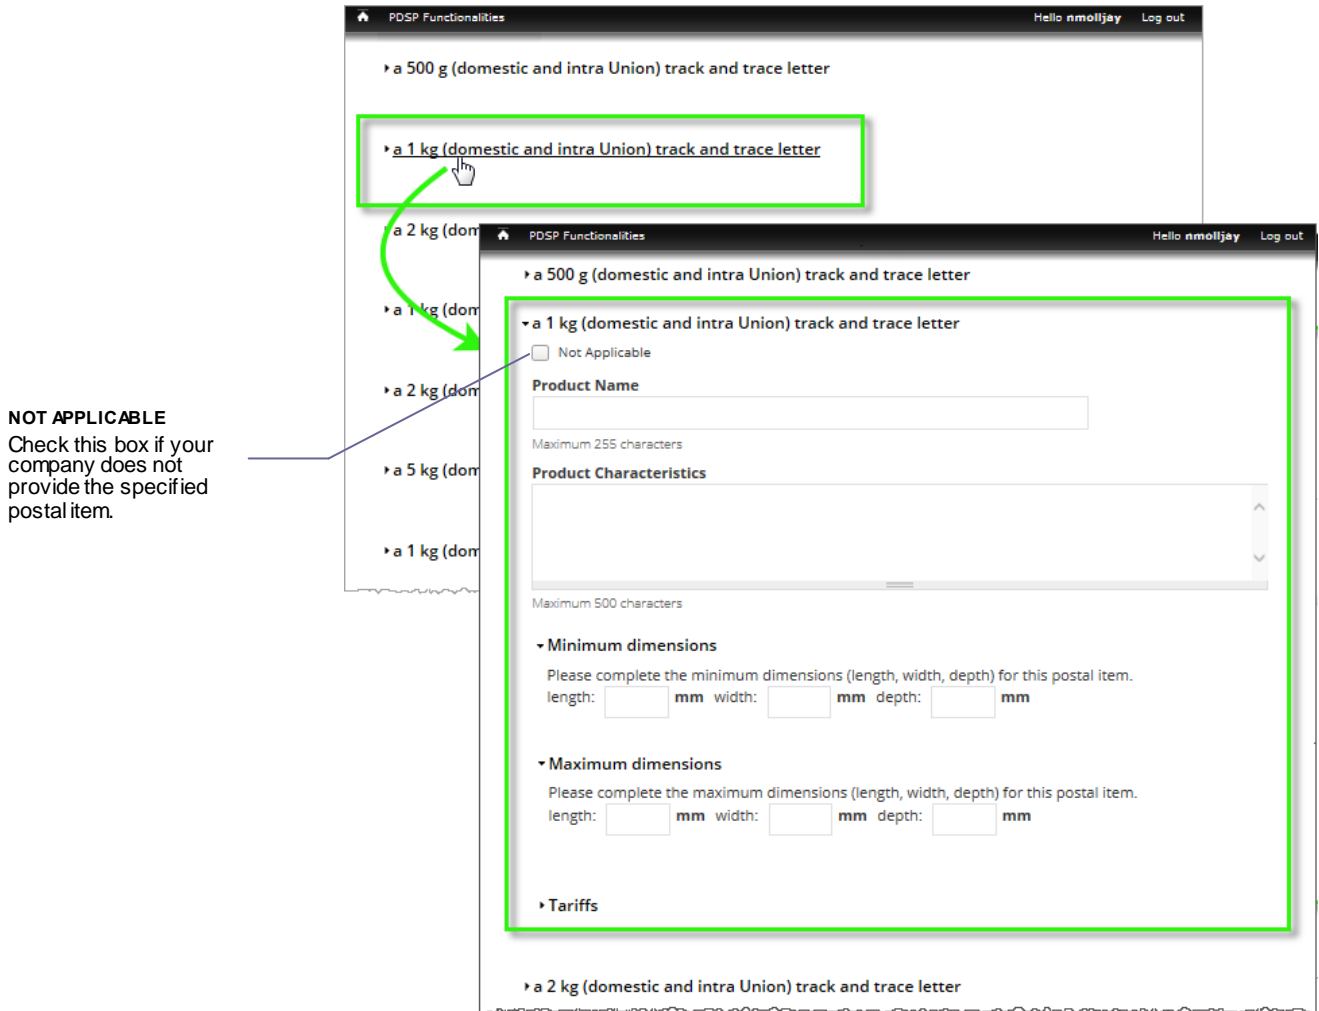 PDSP Functionalities Hello nmolljay Log out
a 500 g (domestic and intra Union) track and trace letter
a 1 kg (domestic and intra Union) track and trace letter
a 2 kg (dom
a 1 kg (dom
a 2 kg (dom
a 5 kg (dom
a 1 kg (dom
PDSP Functionalities Hello nmolljay Log out
a 500 g (domestic and intra Union) track and trace letter
a 1 kg (domestic and intra Union) track and trace letter
Not Applicable
Product Name
Maximum 255 characters
Product Characteristics
Maximum 500 characters
Minimum dimensions
Please complete the minimum dimensions (length, width, depth) for this postal item.
length: mm width: mm depth: mm
Maximum dimensions
Please complete the maximum dimensions (length, width, depth) for this postal item.
length: mm width: mm depth: mm
Tariffs
a 2 kg (domestic and intra Union) track and trace letter
NOT APPLICABLE
Check this box if your
company does not
provide the specified
postal item.